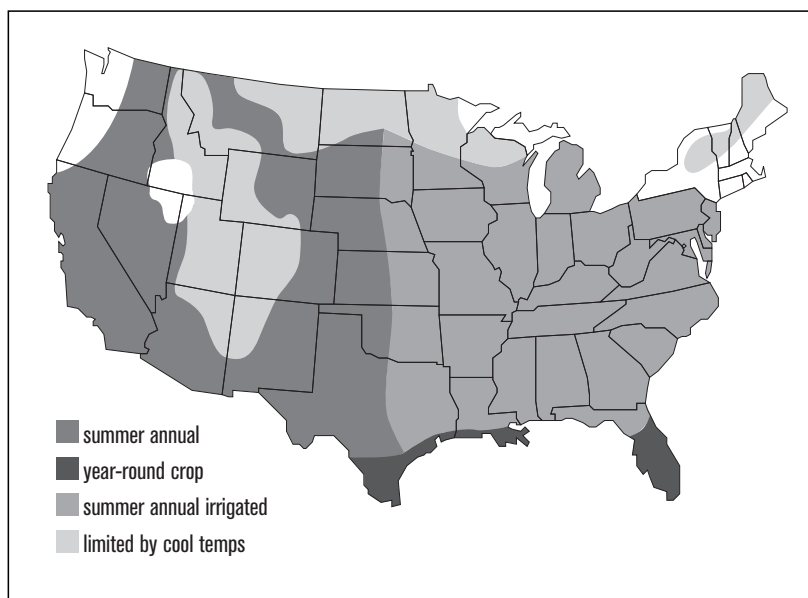 summer annual
year-round crop
summer annual irrigated
limited by cool temps